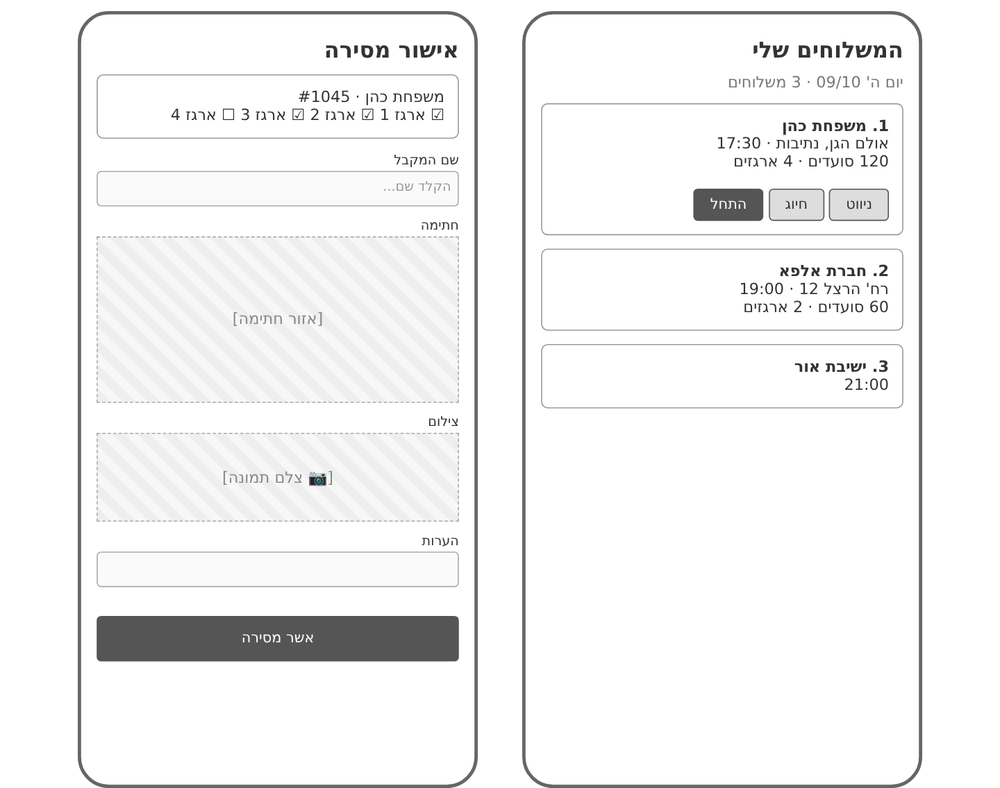 המשלוחים שלי
יום ה' 09/10 · 3 משלוחים
1. משפחת כהן
אולם הגן, נתיבות · 17:30
120 סועדים · 4 ארגזים
ניווט
חיוג
התחל
2. חברת אלפא
רח' הרצל 12 · 19:00
60 סועדים · 2 ארגזים
3. ישיבת אור
21:00
אישור מסירה
משפחת כהן · #1045
☑ ארגז 1 ☑ ארגז 2 ☑ ארגז 3 ☐ ארגז 4
שם המקבל
הקלד שם...
חתימה
[אזור חתימה]
צילום
[📷 צלם תמונה]
הערות
אשר מסירה